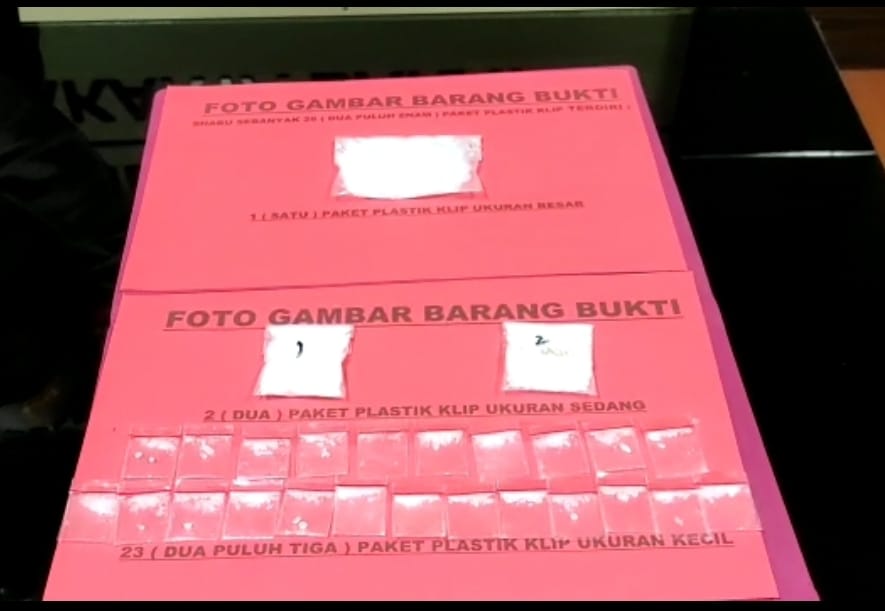 FOTO GAMBAR BARANG BUKTI
SHABU SEBANYAK 26 ( DUA PULUH ENAM ) PAKET PLASTIK KLIP TERDIRI :
1 ( SATU ) PAKET PLASTIK KLIP UKURAN BESAR
FOTO GAMBAR BARANG BUKTI
1
2
2 ( DUA ) PAKET PLASTIK KLIP UKURAN SEDANG
23 ( DUA PULUH TIGA ) PAKET PLASTIK KLIP UKURAN KECIL